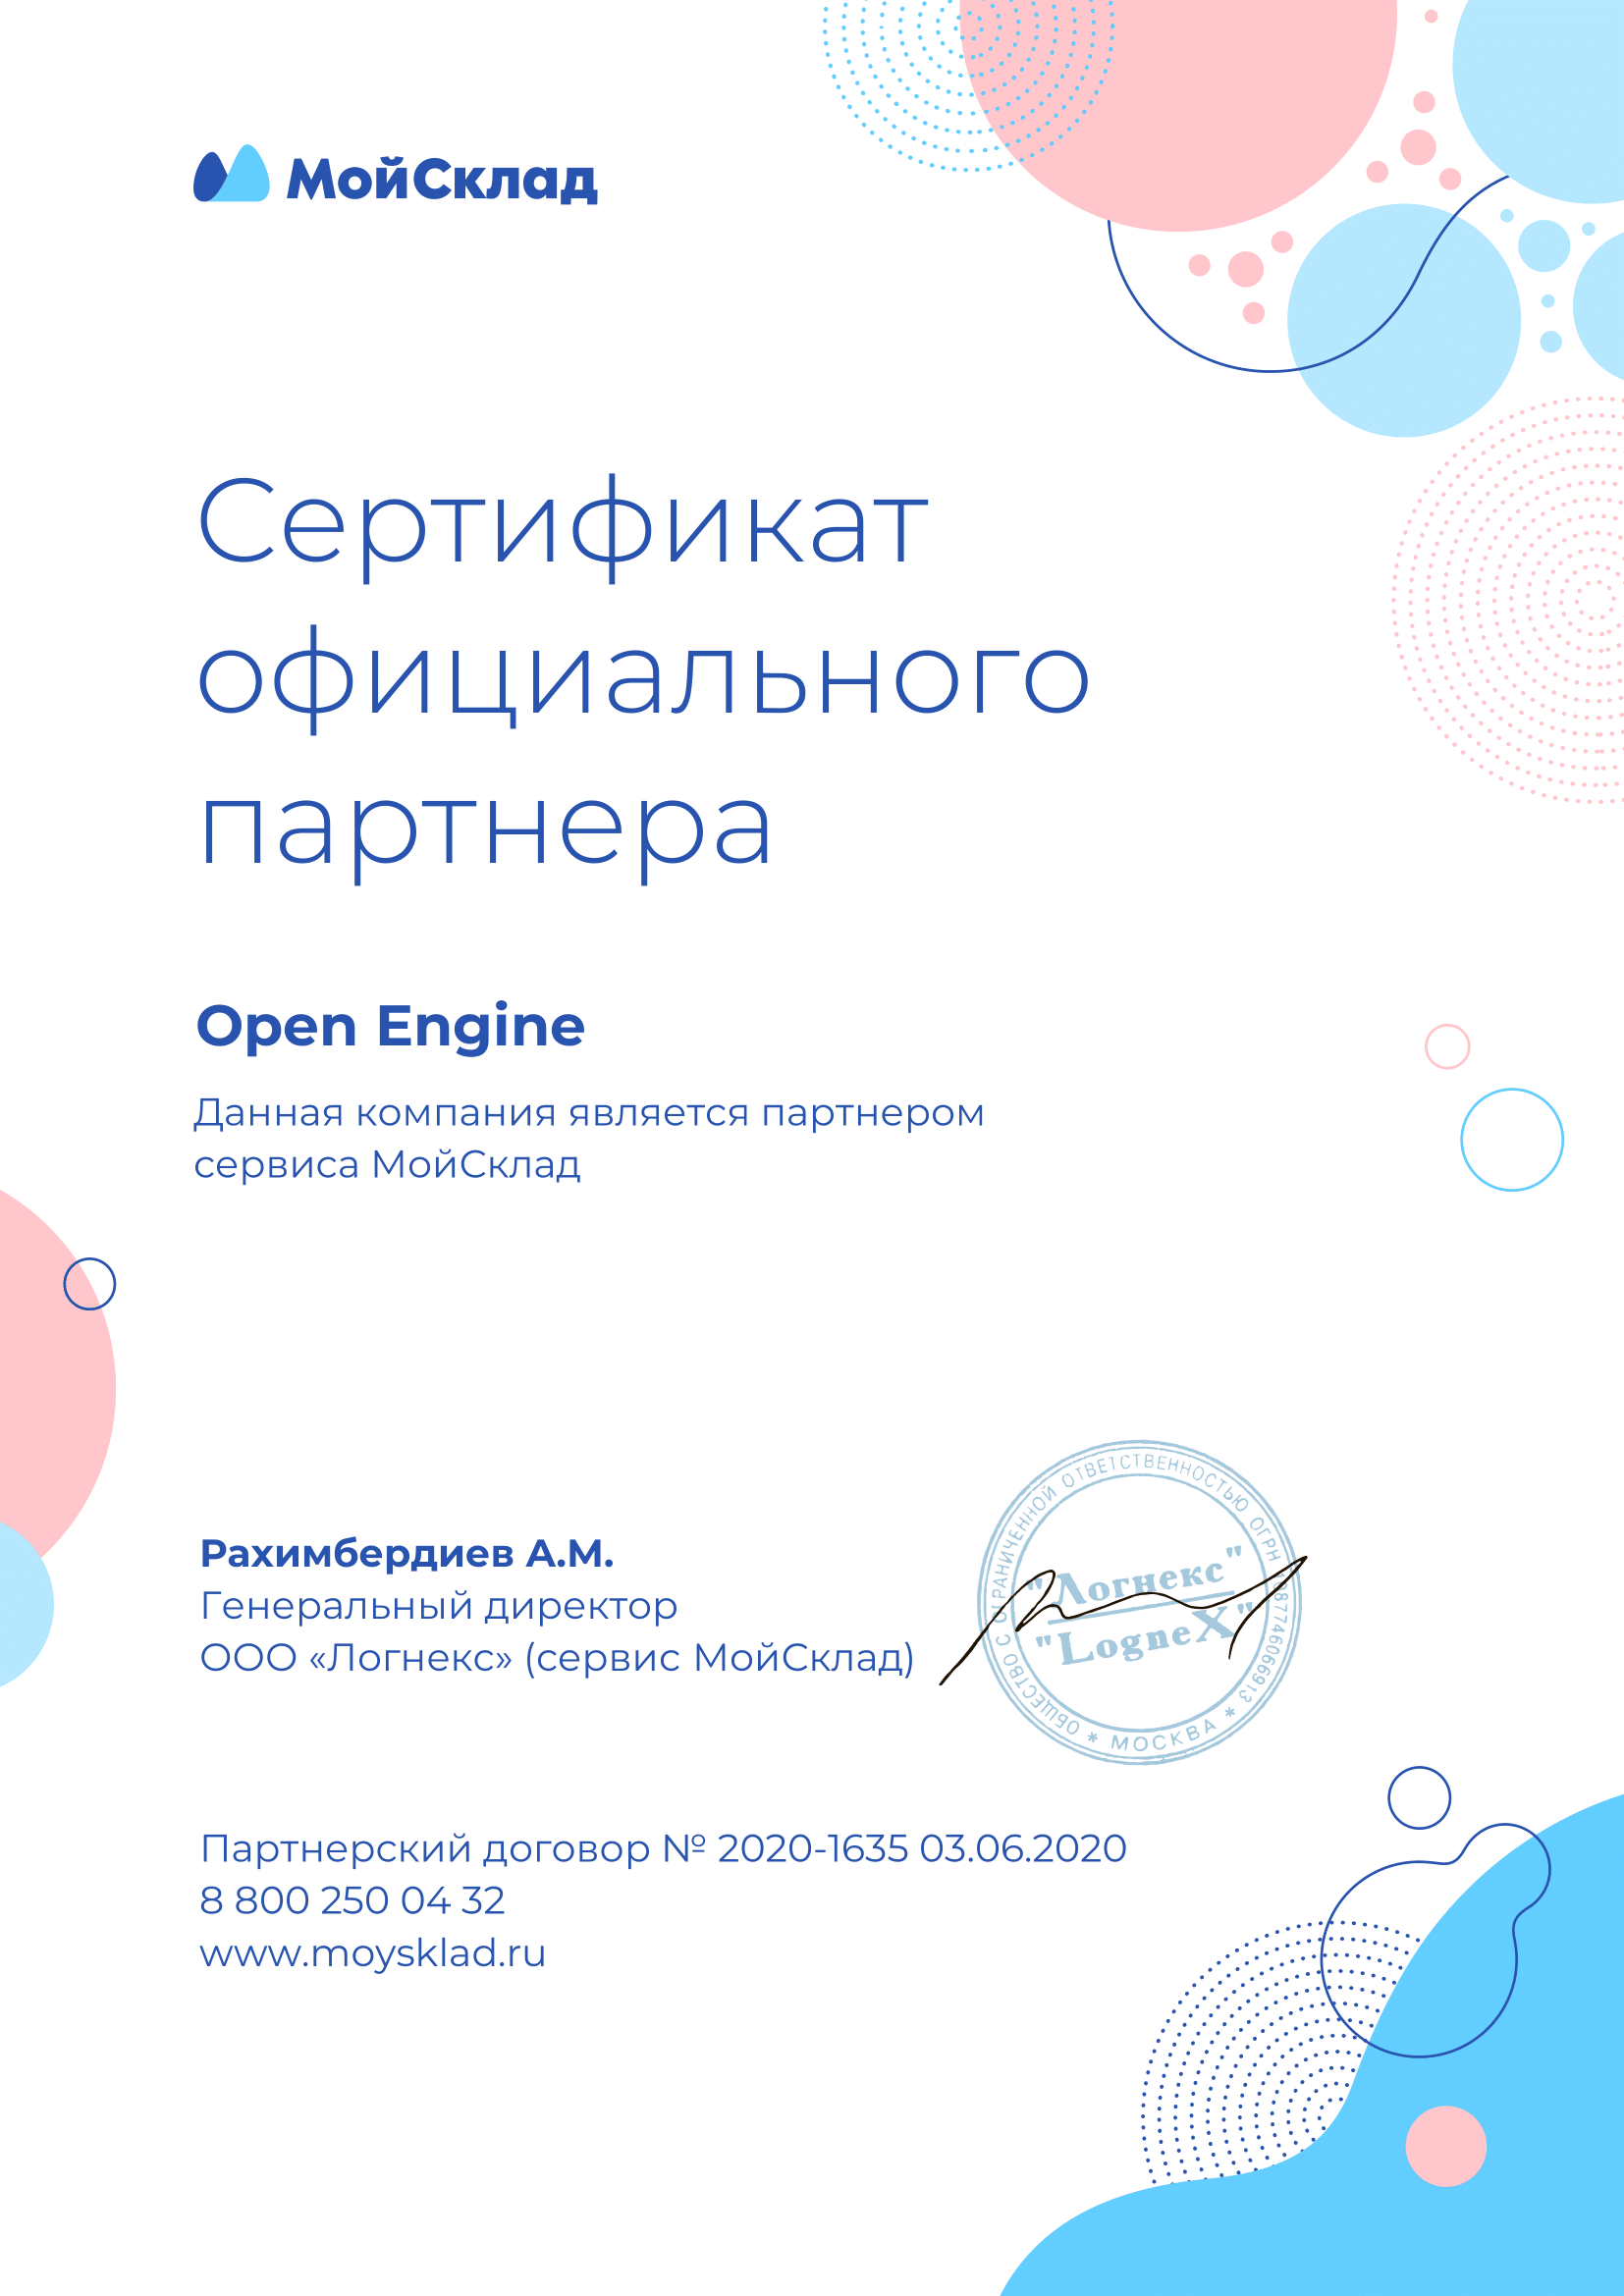 МойСклад
Сертификат
официального
партнера
Open Engine
Данная компания является партнером
сервиса МойСклад
Рахимбердиев А.М.
Генеральный директор
ООО «Логнекс» (сервис МойСклад)
ОБЩЕСТВО С ОГРАНИЧЕННОЙ ОТВЕТСТВЕННОСТЬЮ ОГРН 1087746066913
* МОСКВА *
"Логнекс"
"LogneX"
Партнерский договор № 2020-1635 03.06.2020
8 800 250 04 32
www.moysklad.ru